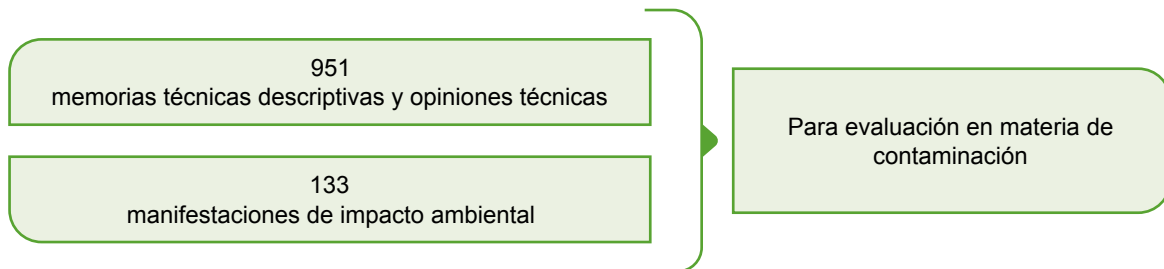 951
memorias técnicas descriptivas y opiniones técnicas
133
manifestaciones de impacto ambiental
Para evaluación en materia de
contaminación